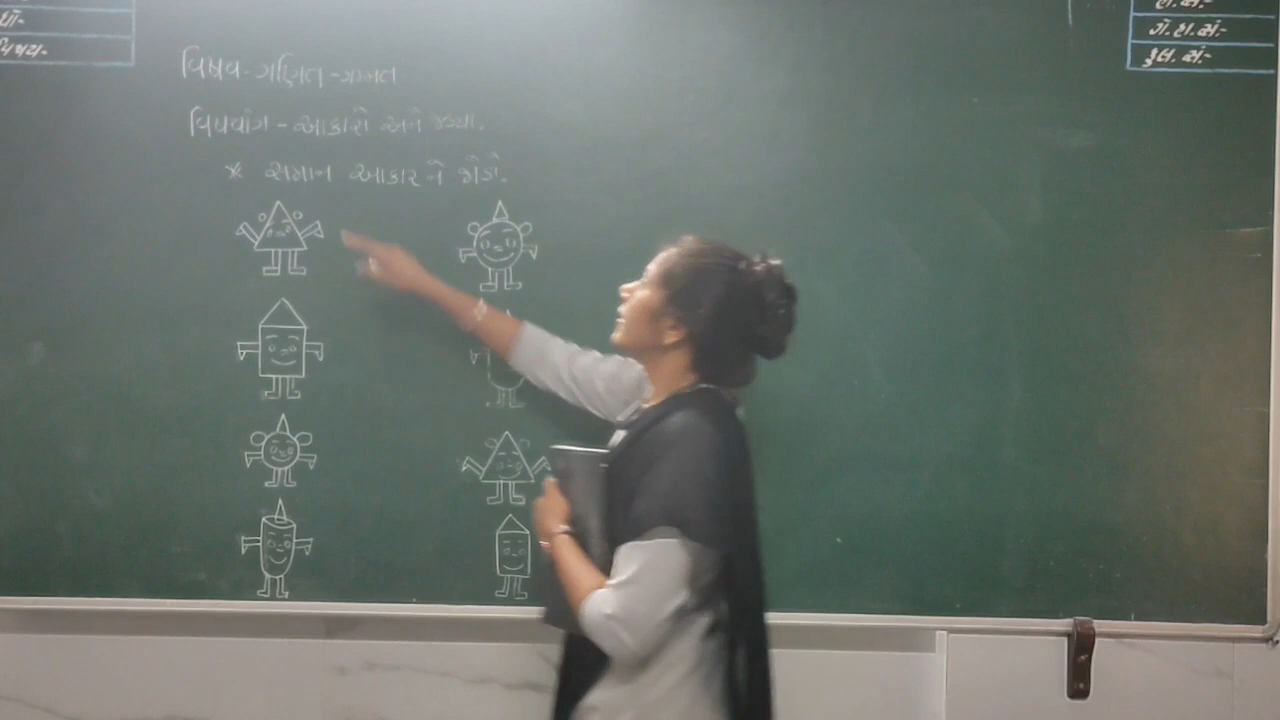 વિષય-
વિષય-ગણિત-ગમ્મત
વિષયાંગ - આકારો અને જગ્યા.
* સમાન આકાર ને જોડો.
ગે.હા.સં.-
કુલ.સં.-